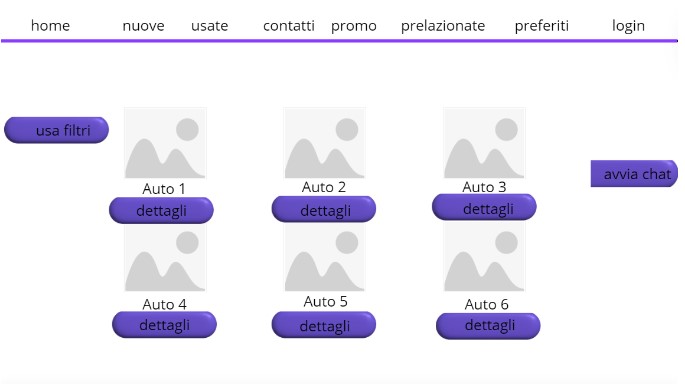 home nuove usate contatti promo prelazionate preferiti login
usa filtri
avvia chat
Auto 1 Auto 2 Auto 3
dettagli dettagli dettagli
Auto 4 Auto 5 Auto 6
dettagli dettagli dettagli